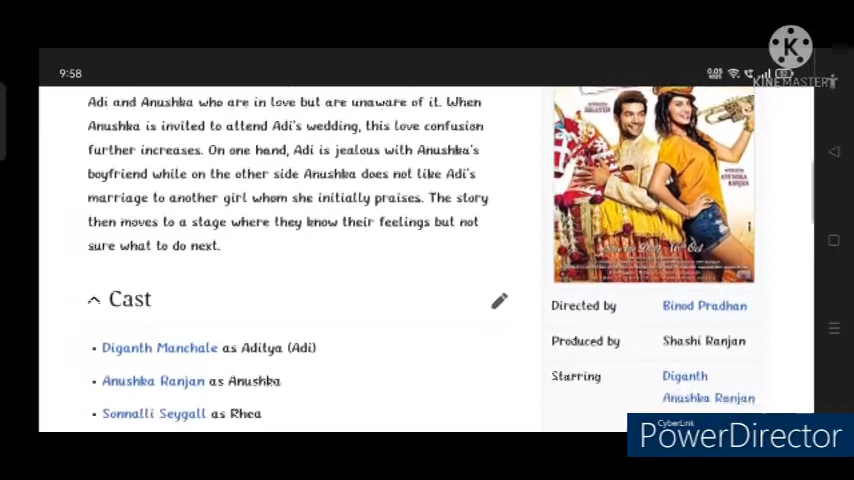 9:58
KINEMASTER
Adi and Anushka who are in love but are unaware of it. When
Anushka is invited to attend Adi's wedding, this love confusion
further increases. On one hand, Adi is jealous with Anushka's
boyfriend while on the other side Anushka does not like Adi's
marriage to another girl whom she initially praises. The story
then moves to a stage where they know their feelings but not
sure what to do next.
Cast
• Diganth Manchale as Aditya (Adi)
• Anushka Ranjan as Anushka
• Sonnalli Seygall as Rhea
RANJAN
Directed by Binod Pradhan
Produced by Shashi Ranjan
Starring Diganth
Anushka Ranjan
CyberLink
PowerDirector